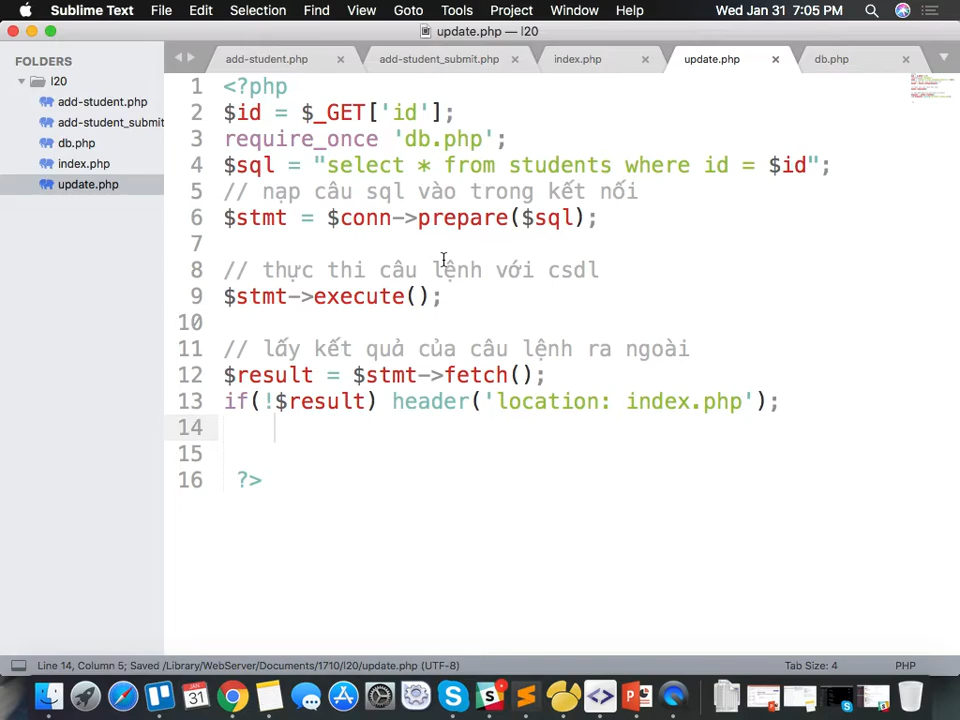 Sublime Text File Edit Selection Find View Goto Tools Project Window Help Wed Jan 31 7:05 PM
update.php — l20
FOLDERS
l20
add-student.php
add-student_submit
db.php
index.php
update.php
add-student.php × add-student_submit.php × index.php × update.php × db.php ×
1 <?php
2 $id = $_GET['id'];
3 require_once 'db.php';
4 $sql = "select * from students where id = $id";
5 // nạp câu sql vào trong kết nối
6 $stmt = $conn->prepare($sql);
7
8 // thực thi câu lệnh với csdl
9 $stmt->execute();
10
11 // lấy kết quả của câu lệnh ra ngoài
12 $result = $stmt->fetch();
13 if(!$result) header('location: index.php');
14
15
16 ?>
Line 14, Column 5; Saved /Library/WebServer/Documents/1710/l20/update.php (UTF-8) Tab Size: 4 PHP